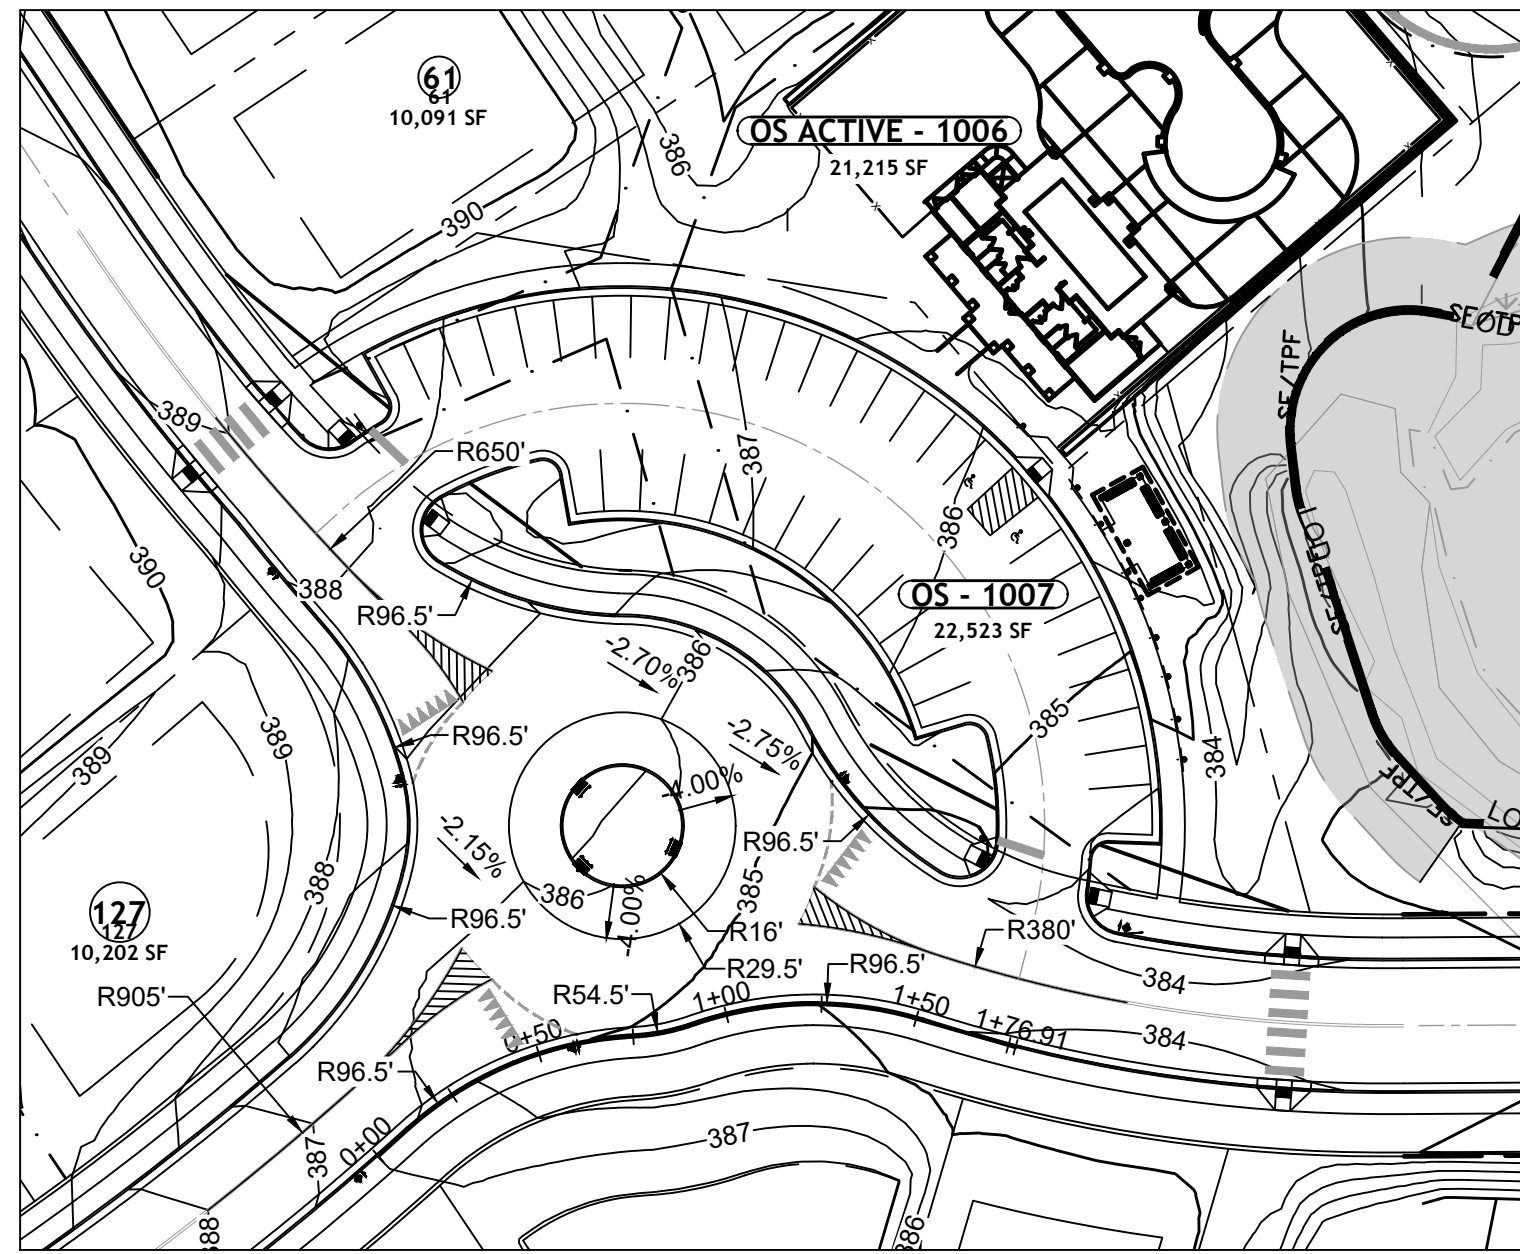 61
61
10,091 SF
OS ACTIVE - 1006
21,215 SF
386
390
SE/TPF
389
R650'
387
386
LOD
390
388
R96.5'
OS - 1007
22,523 SF
-2.70%
386
389
389
R96.5'
-2.75%
385
384
-4.00%
SE/TPF
LO
-2.15%
R96.5'
388
386
-4.00%
385
127
127
10,202 SF
R96.5'
R16'
R380'
R29.5'
R96.5'
384
R905'
R54.5'
1+00
1+50
0+50
1+76.91
384
R96.5'
387
0+00
387
388
386